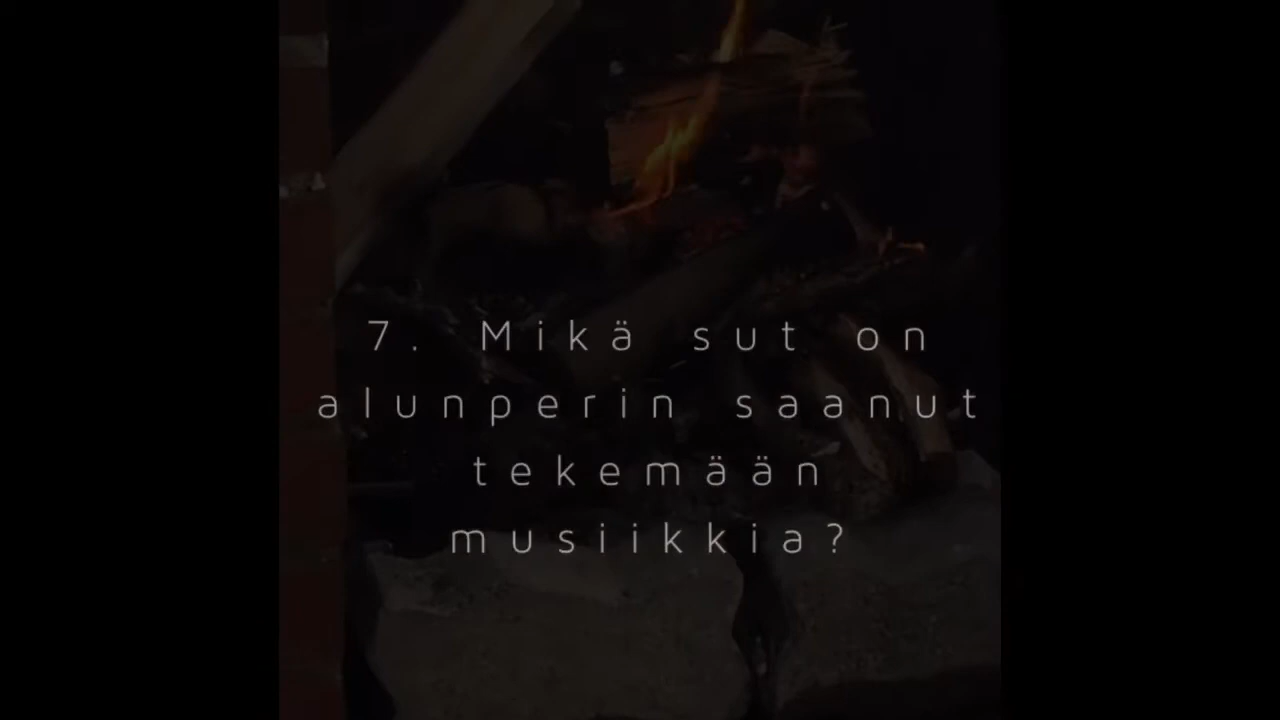 7. Mikä sut on
alunperin saanut
tekemään
musiikkia?